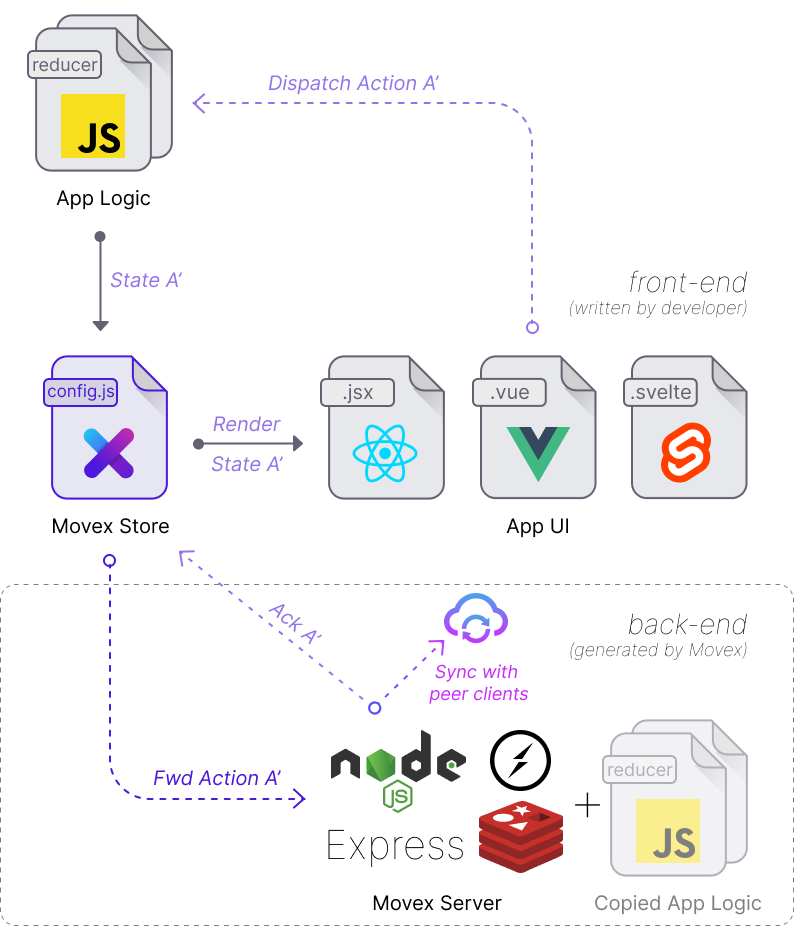 reducer
JS
App Logic
Dispatch Action A’
State A’
front-end
(written by developer)
config.js
Movex Store
Render
State A’
.jsx
.vue
.svelte
App UI
Ack A’
back-end
(generated by Movex)
Sync with
peer clients
Fwd Action A’
node
JS
Express
Movex Server
+
reducer
JS
Copied App Logic